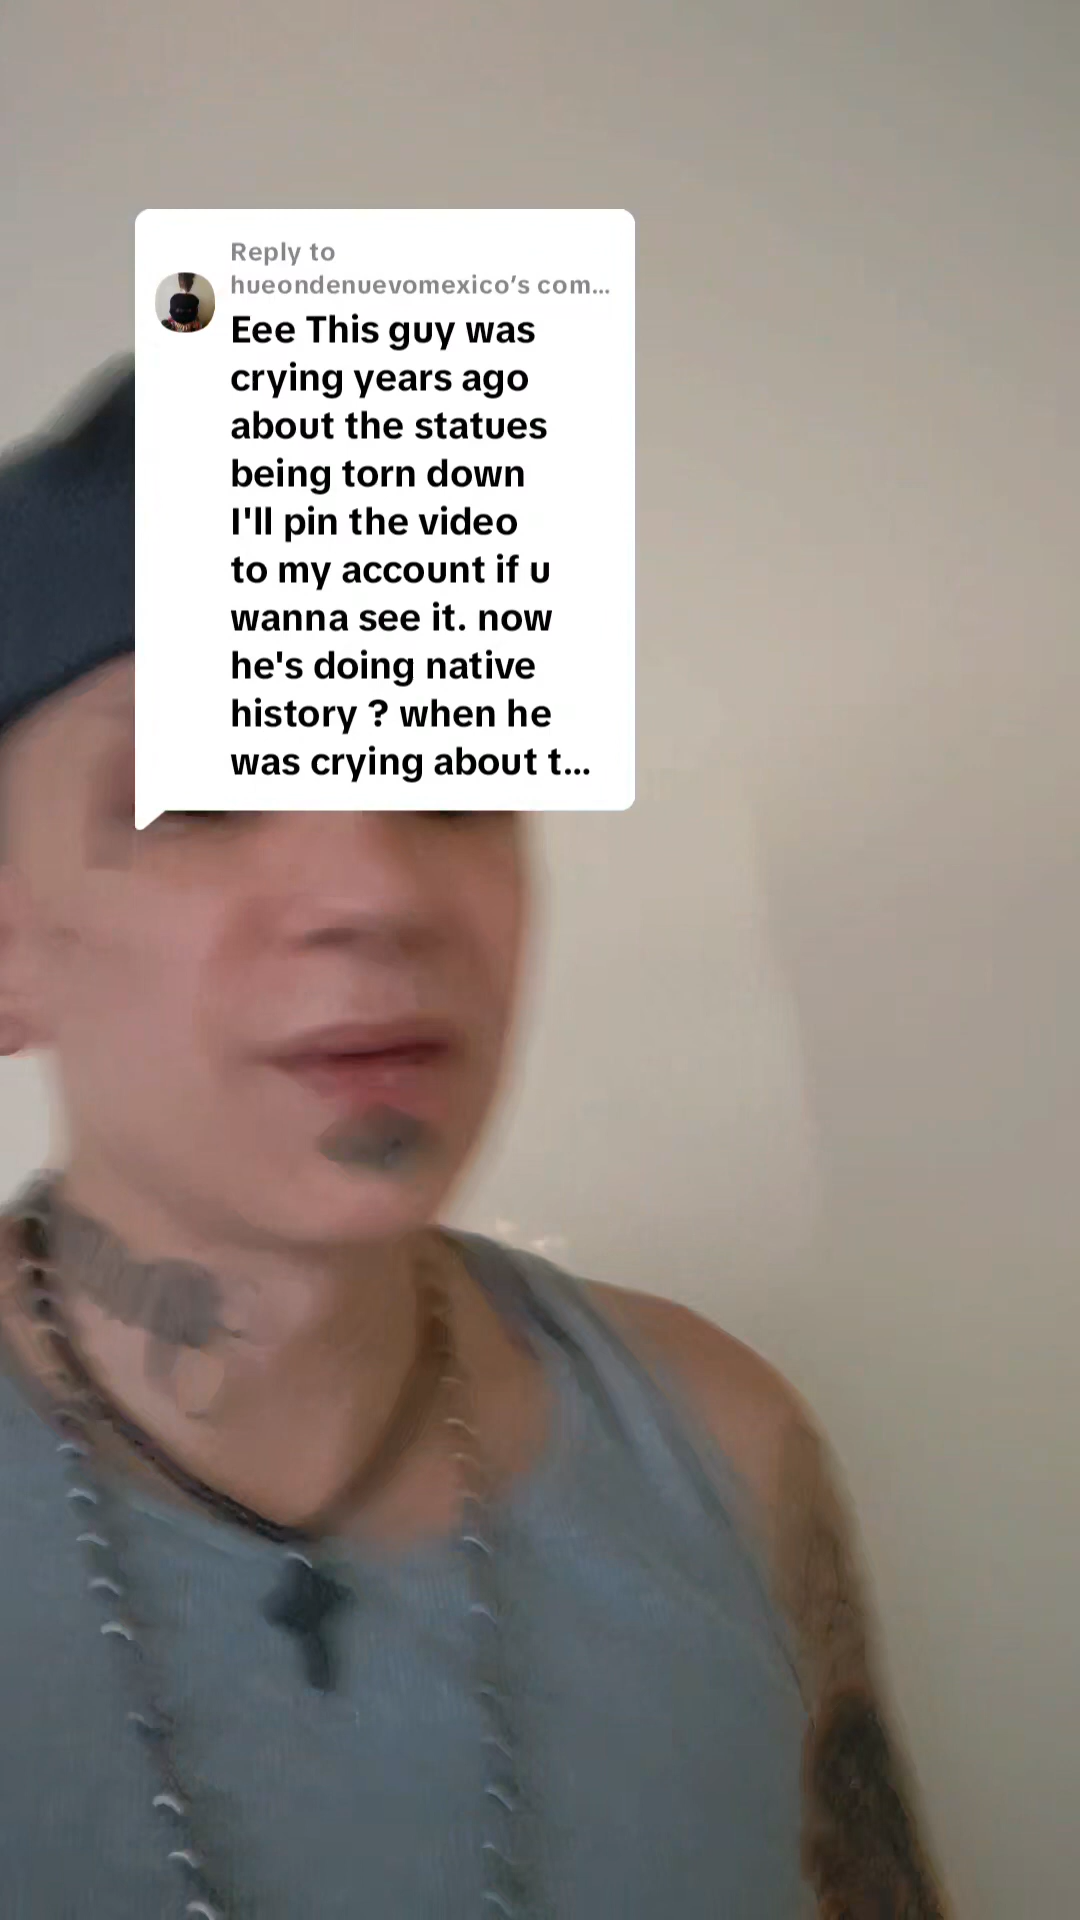 Reply to
hueondenuevomexico’s com...
Eee This guy was
crying years ago
about the statues
being torn down
I'll pin the video
to my account if u
wanna see it. now
he's doing native
history ? when he
was crying about t...